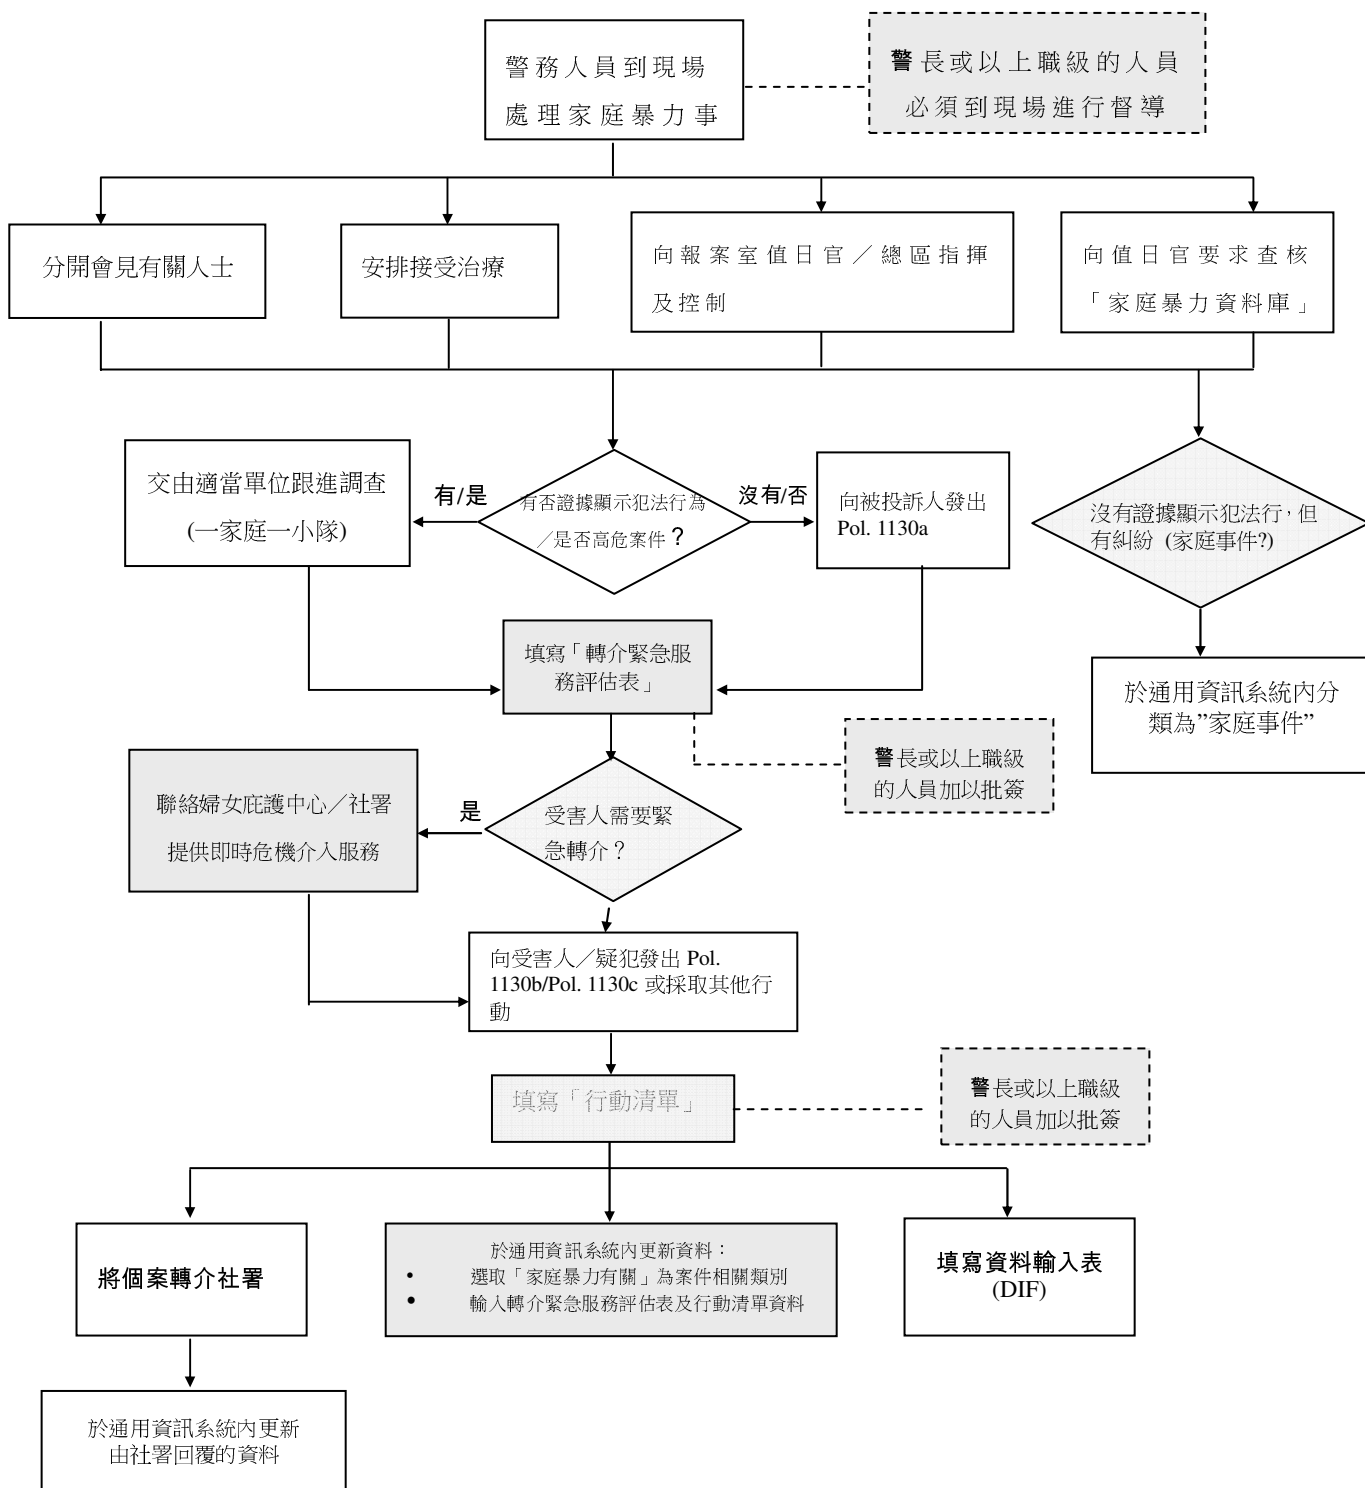 警務人員到現場
處理家庭暴力事
警長或以上職級的人員
必須到現場進行督導
分開會見有關人士
安排接受治療
向報案室值日官／總區指揮
及控制
向值日官要求查核
「家庭暴力資料庫」
交由適當單位跟進調查
(一家庭一小隊)
有/是
有否證據顯示犯法行為
／是否高危案件？
沒有/否
向被投訴人發出
Pol. 1130a
沒有證據顯示犯法行，但
有糾紛 (家庭事件?)
填寫「轉介緊急服
務評估表」
於通用資訊系統內分
類為”家庭事件”
警長或以上職級
的人員加以批簽
聯絡婦女庇護中心／社署
提供即時危機介入服務
是
受害人需要緊
急轉介？
向受害人／疑犯發出 Pol.
1130b/Pol. 1130c 或採取其他行
動
填寫「行動清單」
警長或以上職級
的人員加以批簽
將個案轉介社署
於通用資訊系統內更新資料：
• 選取「家庭暴力有關」為案件相關類別
• 輸入轉介緊急服務評估表及行動清單資料
填寫資料輸入表
(DIF)
於通用資訊系統內更新
由社署回覆的資料